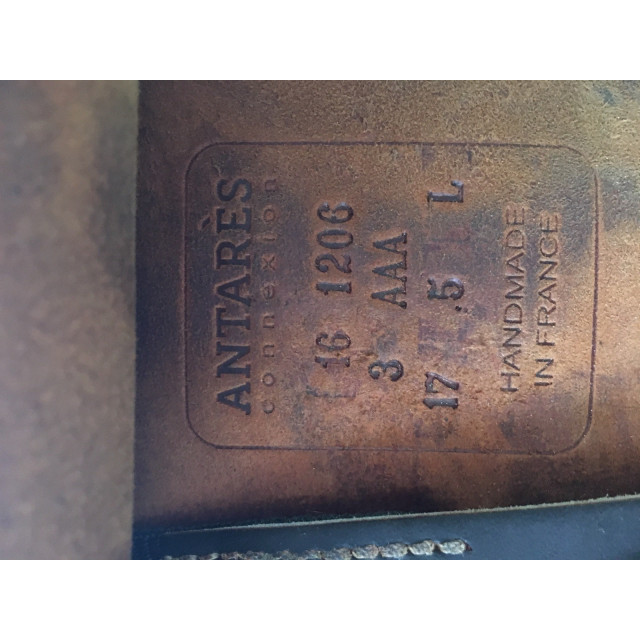 ANTARÈS
connexion
16 1206
3 AAA
17 .5 L
HANDMADE
IN FRANCE